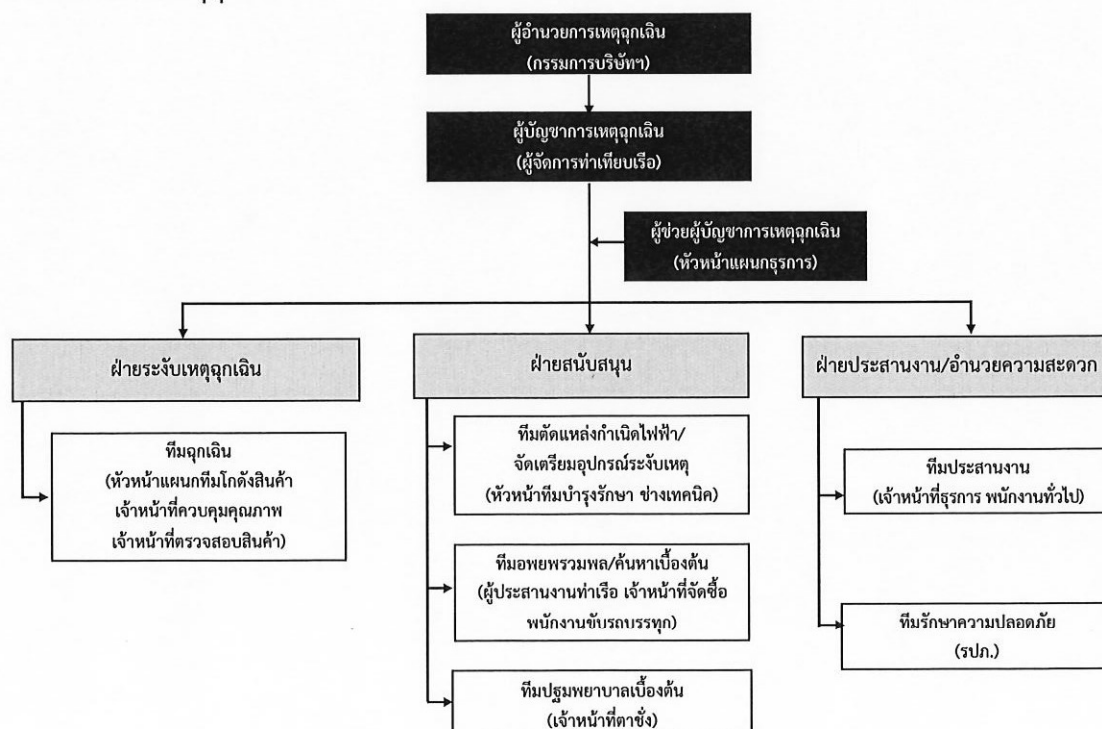 ผู้อำนวยการเหตุฉุกเฉิน
(กรรมการบริษัทฯ)
ผู้บัญชาการเหตุฉุกเฉิน
(ผู้จัดการท่าเทียบเรือ)
ผู้ช่วยผู้บัญชาการเหตุฉุกเฉิน
(หัวหน้าแผนกธุรการ)
ฝ่ายระงับเหตุฉุกเฉิน
ทีมฉุกเฉิน
(หัวหน้าแผนกทีมโกดังสินค้า
เจ้าหน้าที่ควบคุมคุณภาพ
เจ้าหน้าที่ตรวจสอบสินค้า)
ฝ่ายสนับสนุน
ทีมตัดแหล่งกำเนิดไฟฟ้า/
จัดเตรียมอุปกรณ์ระงับเหตุ
(หัวหน้าทีมบำรุงรักษา ช่างเทคนิค)
ทีมอพยพรวมพล/ค้นหาเบื้องต้น
(ผู้ประสานงานท่าเรือ เจ้าหน้าที่จัดซื้อ
พนักงานขับรถบรรทุก)
ทีมปฐมพยาบาลเบื้องต้น
(เจ้าหน้าที่ตาชั่ง)
ฝ่ายประสานงาน/อำนวยความสะดวก
ทีมประสานงาน
(เจ้าหน้าที่ธุรการ พนักงานทั่วไป)
ทีมรักษาความปลอดภัย
(รปภ.)